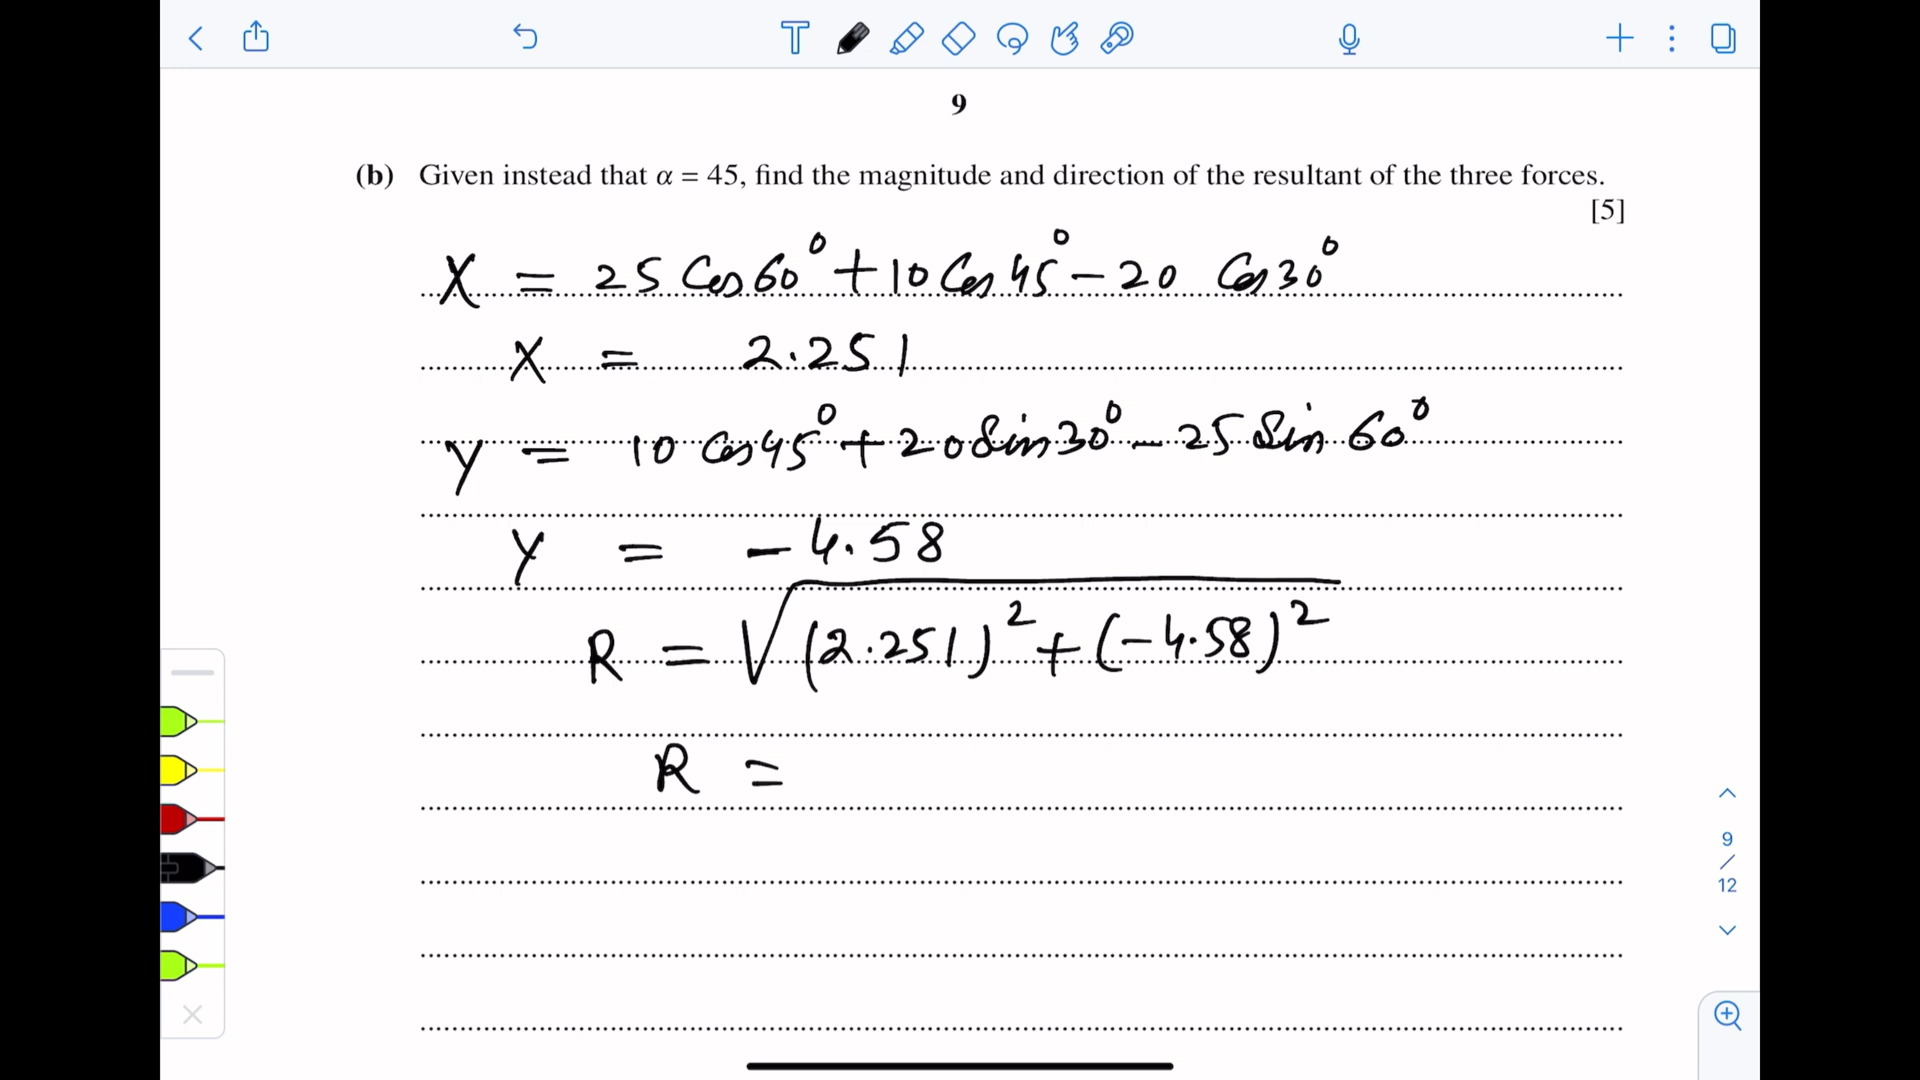 9
(b) Given instead that α = 45, find the magnitude and direction of the resultant of the three forces.
[5]
X = 25 Cos60° + 10 Cos 45° - 20 Cos 30°
X = 2.251
Y = 10 Cos 45° + 20 Sin 30° - 25 Sin 60°
Y = - 4.58
R = √(2.251)² + (-4.58)²
R =
9
/
12